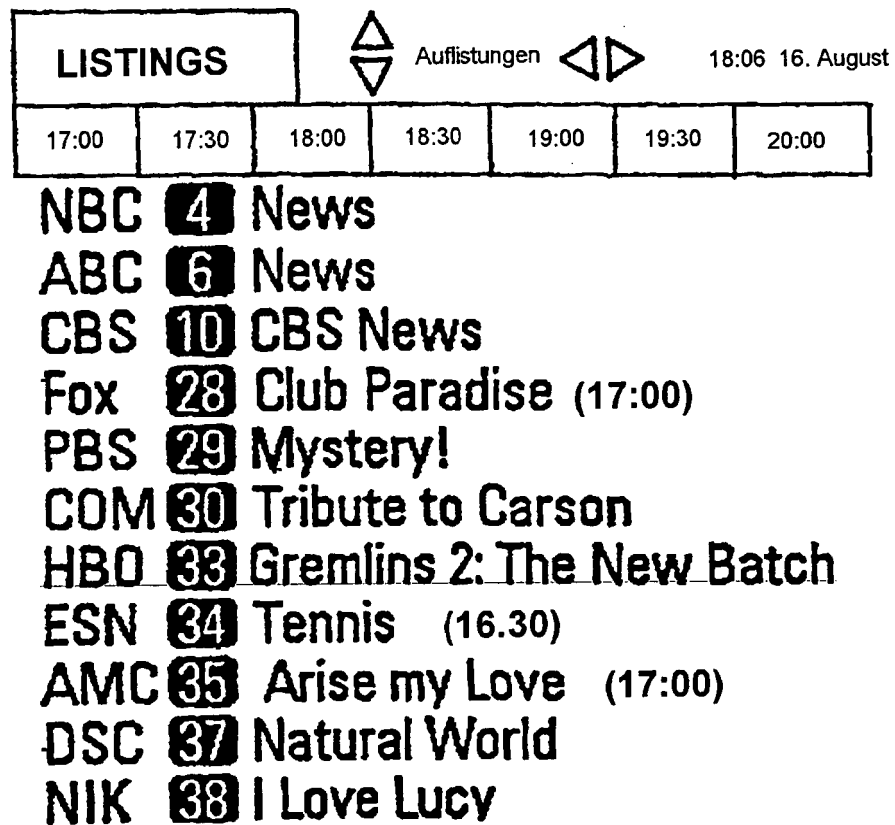 LISTINGS Auflistungen 18:06 16. August
17:00 17:30 18:00 18:30 19:00 19:30 20:00
NBC 4 News
ABC 6 News
CBS 10 CBS News
Fox 28 Club Paradise (17:00)
PBS 29 Mystery!
COM 30 Tribute to Carson
HBO 33 Gremlins 2: The New Batch
ESN 34 Tennis (16.30)
AMC 35 Arise my Love (17:00)
DSC 37 Natural World
NIK 38 I Love Lucy